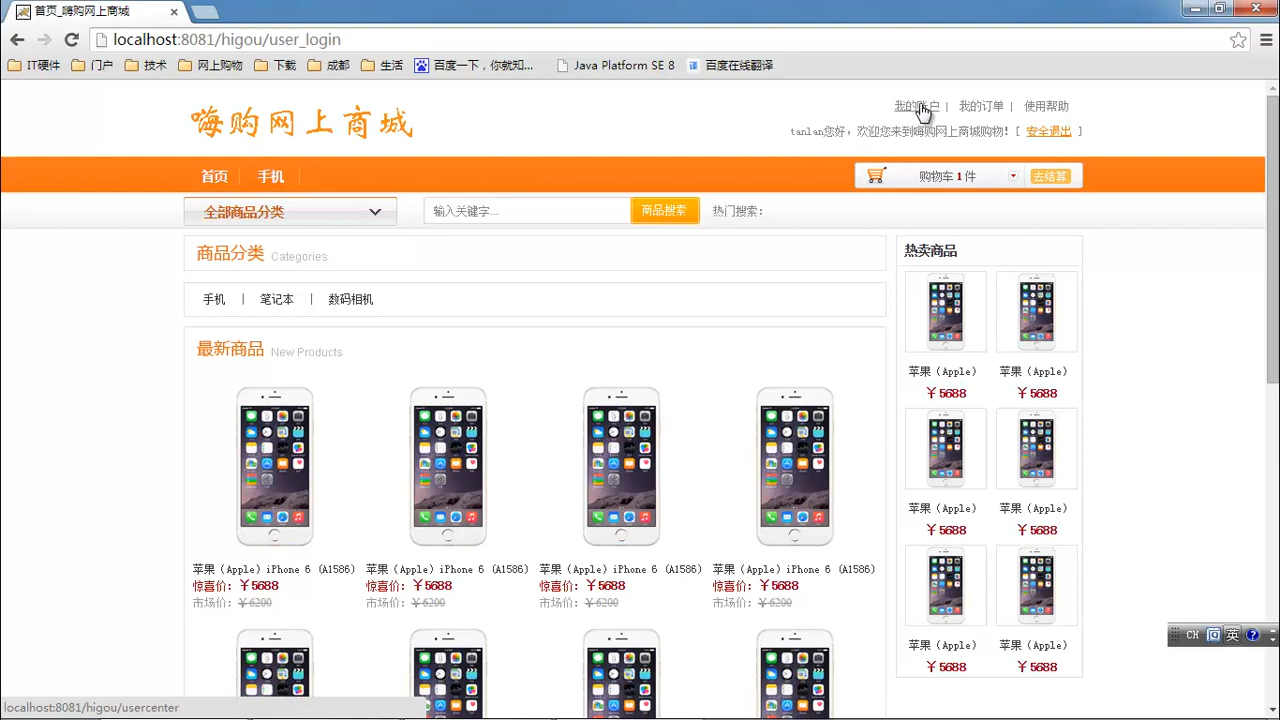 首页_嗨购网上商城
localhost:8081/higou/user_login
IT硬件 门户 技术 网上购物 下载 成都 生活 百度一下，你就知... Java Platform SE 8 百度在线翻译
嗨购网上商城
我的账户 | 我的订单 | 使用帮助
tanlan您好，欢迎您来到嗨购网上商城购物! [ 安全退出 ]
首页 手机 购物车 1 件 去结算
全部商品分类 输入关键字... 商品搜索 热门搜索:
商品分类 Categories
手机 | 笔记本 | 数码相机
最新商品 New Products
苹果（Apple）iPhone 6 （A1586） 苹果（Apple）iPhone 6 （A1586） 苹果（Apple）iPhone 6 （A1586） 苹果（Apple）iPhone 6 （A1586）
惊喜价: ￥5688 惊喜价: ￥5688 惊喜价: ￥5688 惊喜价: ￥5688
市场价: ￥6200 市场价: ￥6200 市场价: ￥6200 市场价: ￥6200
热卖商品
苹果（Apple） 苹果（Apple）
￥5688 ￥5688
苹果（Apple） 苹果（Apple）
￥5688 ￥5688
苹果（Apple） 苹果（Apple）
￥5688 ￥5688
CH 英
localhost:8081/higou/usercenter